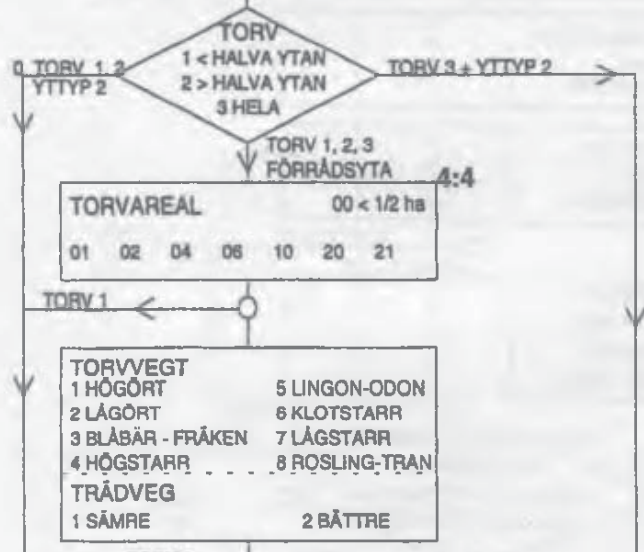 TORV
1 < HALVA YTAN
2 > HALVA YTAN
3 HELA
0 TORV 1, 2
YTTYP 2
TORV 3 + YTTYP 2
TORV 1, 2, 3
FÖRRÅDSYTA
4:4
TORVAREAL 00 < 1/2 ha
01 02 04 06 10 20 21
TORV 1
TORVVEGT
1 HÖGÖRT 5 LINGON-ODON
2 LÅGÖRT 6 KLOTSTARR
3 BLÅBÄR - FRÄKEN 7 LÅGSTARR
4 HÖGSTARR 8 ROSLING-TRAN
TRÄDVEG
1 SÄMRE 2 BÄTTRE